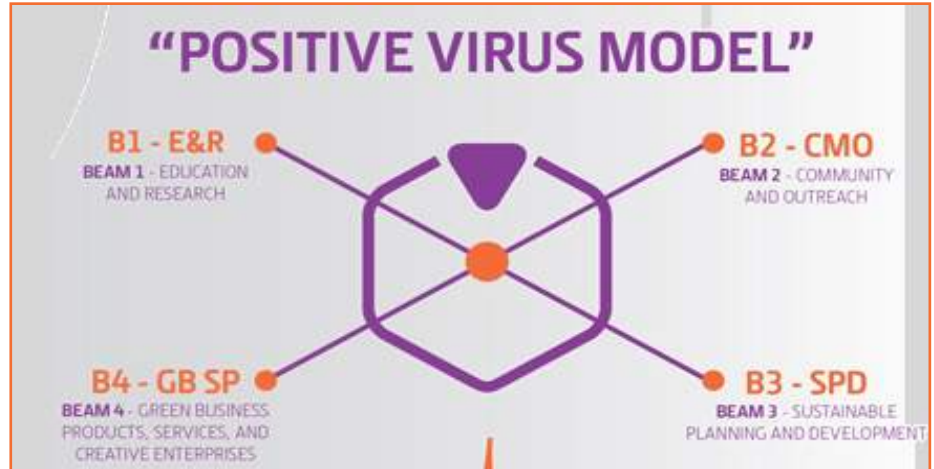 “POSITIVE VIRUS MODEL”
B1 - E&R
BEAM 1 - EDUCATION
AND RESEARCH
B2 - CMO
BEAM 2 - COMMUNITY
AND OUTREACH
B4 - GB SP
BEAM 4 - GREEN BUSINESS
PRODUCTS, SERVICES, AND
CREATIVE ENTERPRISES
B3 - SPD
BEAM 3 - SUSTAINABLE
PLANNING AND DEVELOPMENT